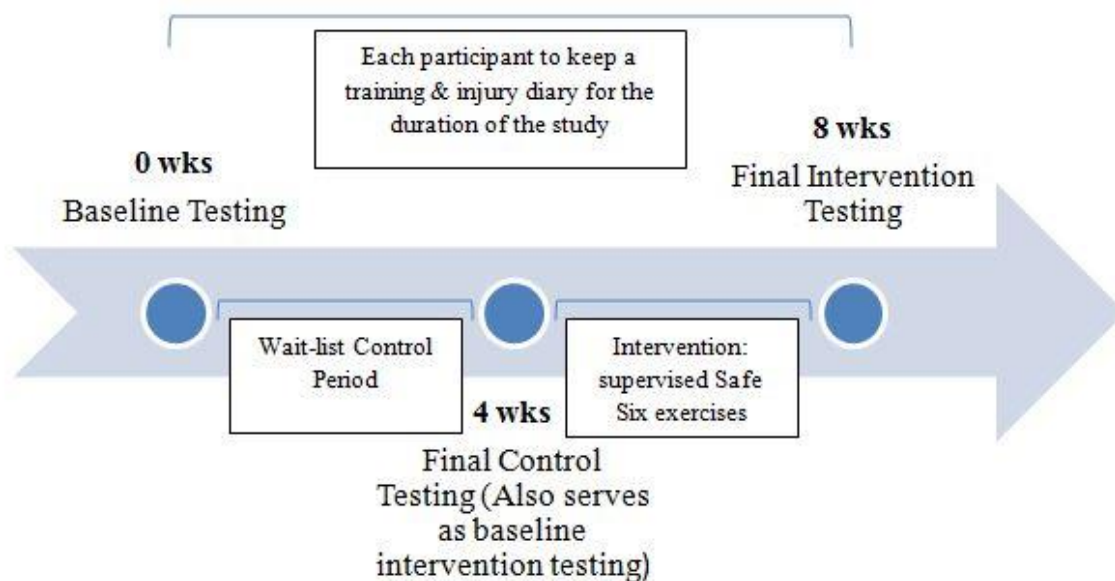 Each participant to keep a
training & injury diary for the
duration of the study
0 wks
Baseline Testing
8 wks
Final Intervention
Testing
Wait-list Control
Period
Intervention:
supervised Safe
Six exercises
4 wks
Final Control
Testing (Also serves
as baseline
intervention testing)